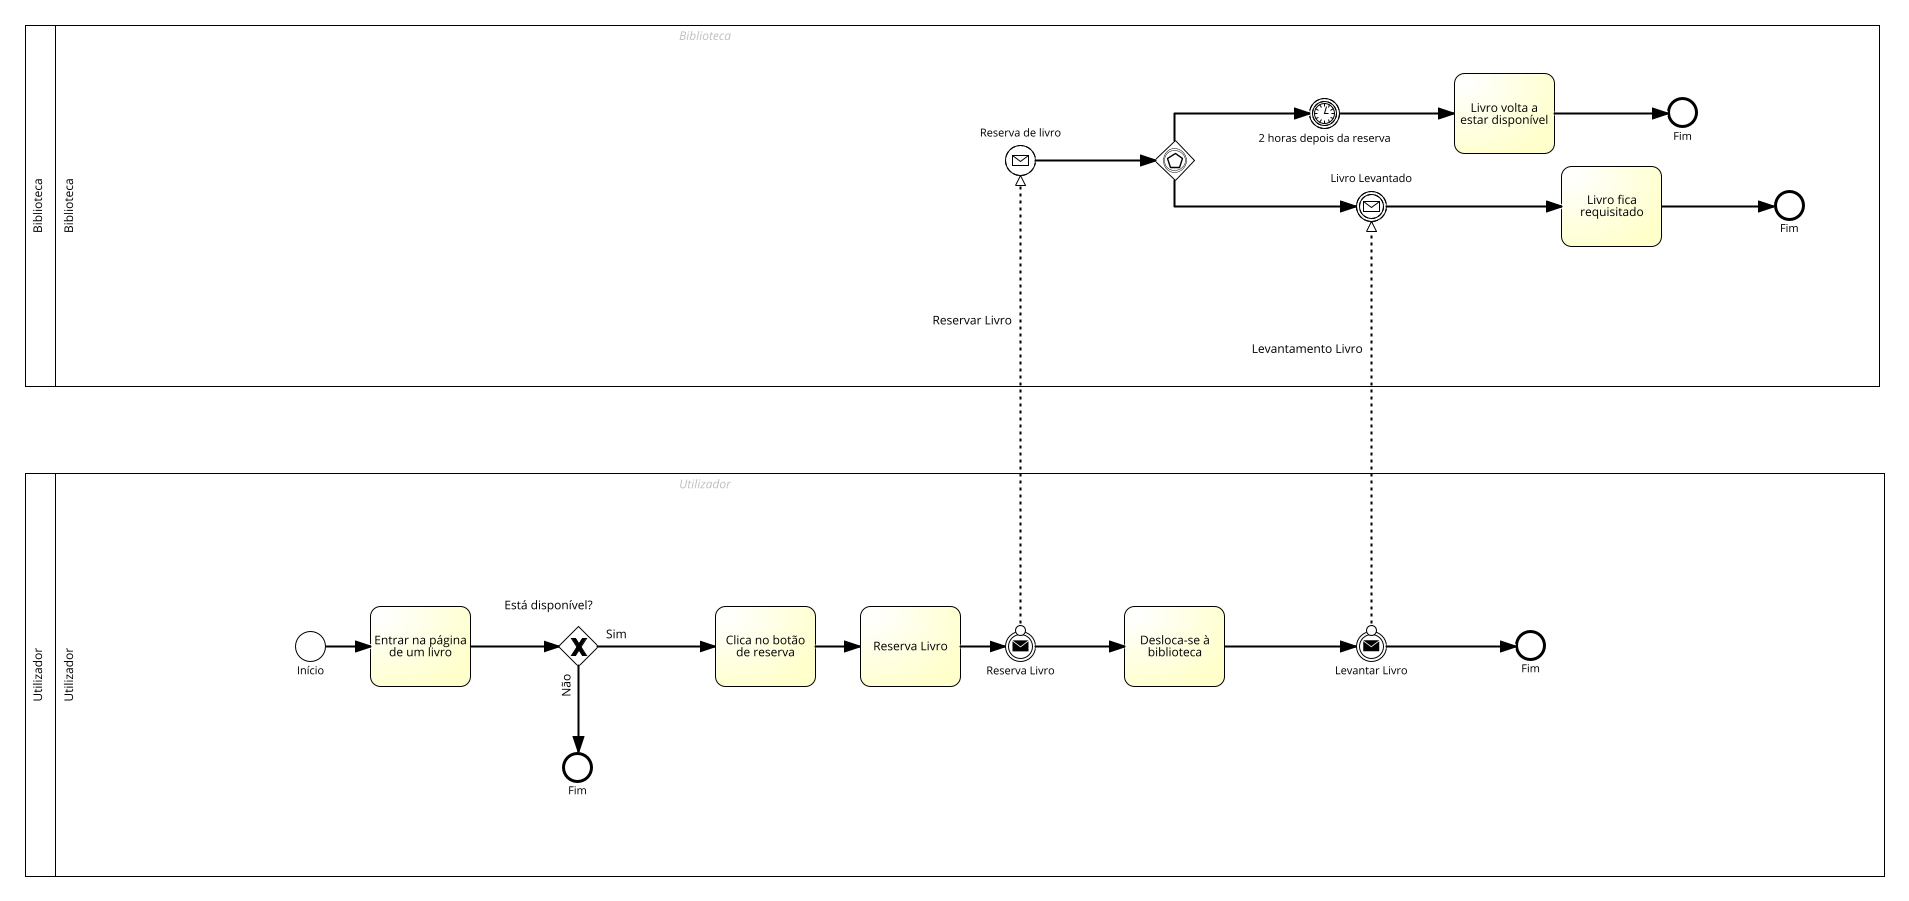 Biblioteca
Biblioteca
Biblioteca
Reserva de livro
2 horas depois da reserva
Livro volta a
estar disponível
Fim
Livro Levantado
Livro fica
requisitado
Fim
Reservar Livro
Levantamento Livro
Utilizador
Utilizador
Utilizador
Início
Entrar na página
de um livro
Está disponível?
Sim
Não
Fim
Clica no botão
de reserva
Reserva Livro
Reserva Livro
Desloca-se à
biblioteca
Levantar Livro
Fim